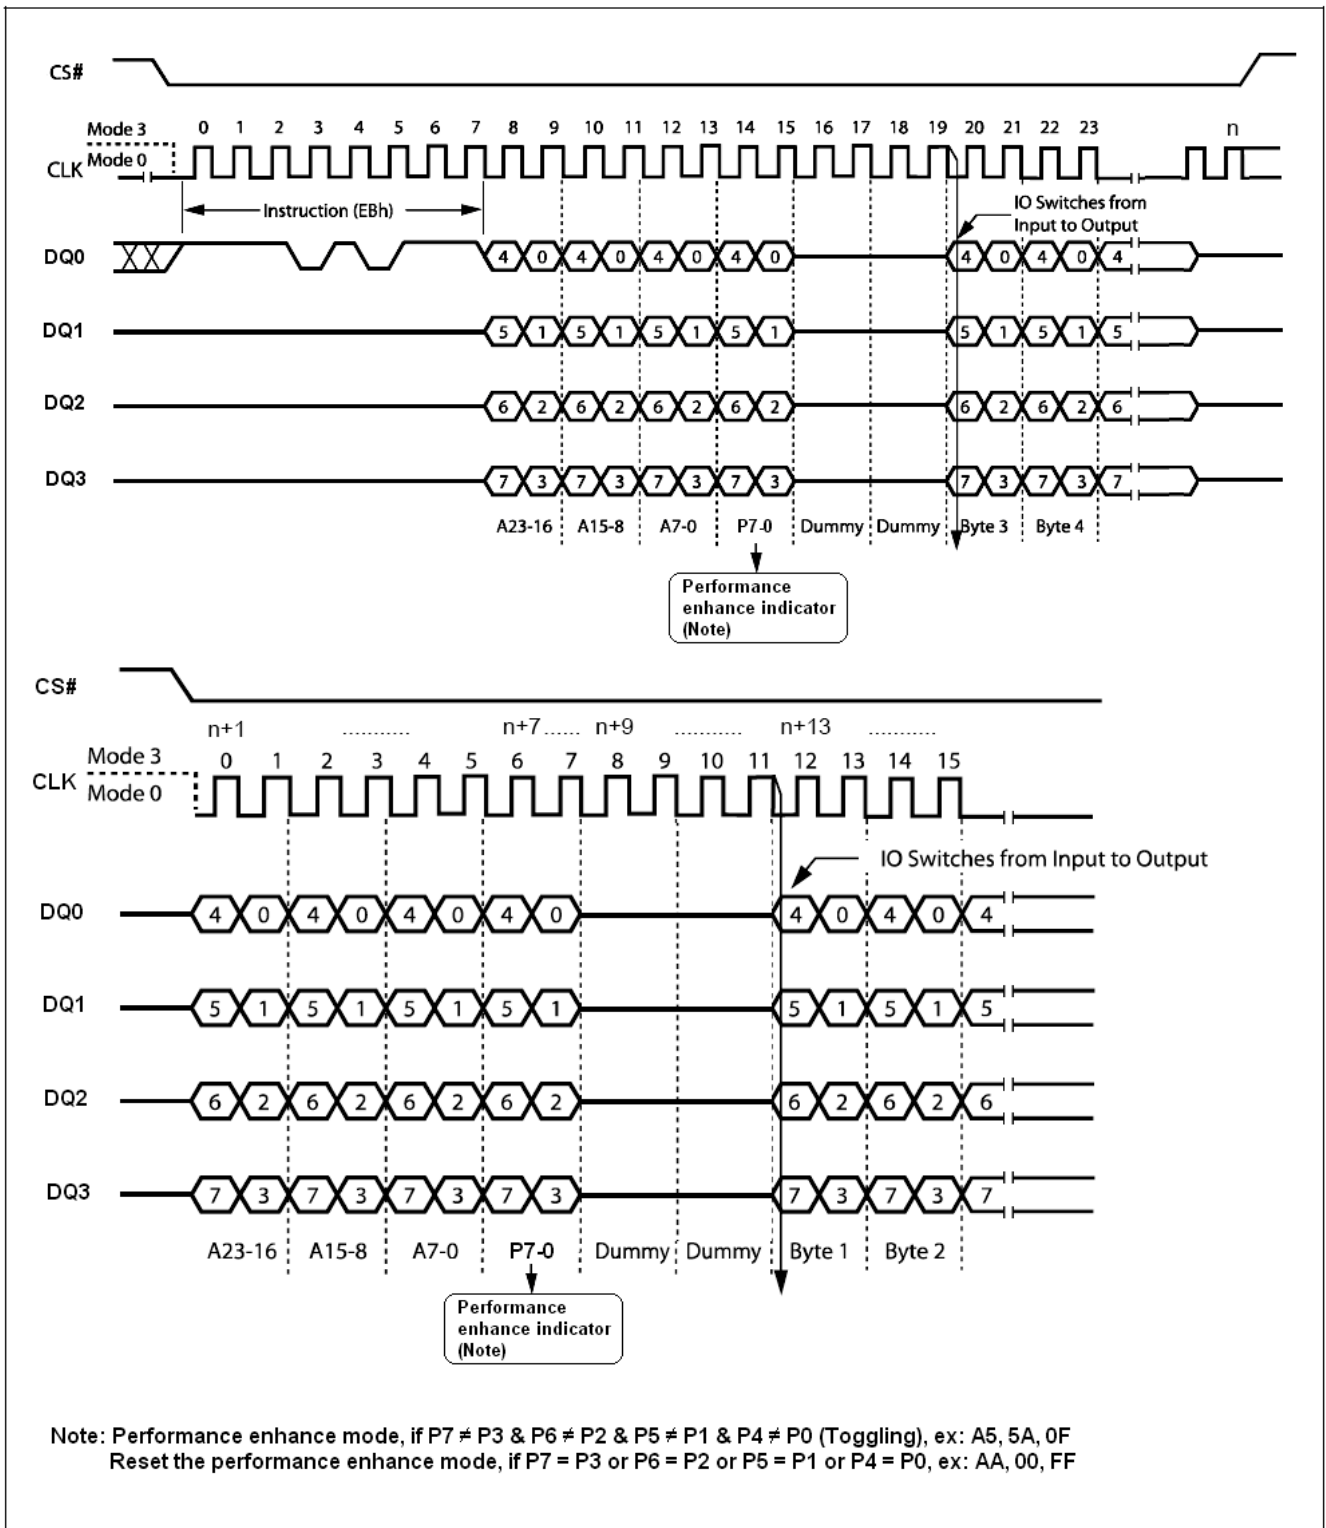 CS#
Mode 3
0 1 2 3 4 5 6 7 8 9 10 11 12 13 14 15 16 17 18 19 20 21 22 23 n
CLK Mode 0
Instruction (EBh)
IO Switches from
Input to Output
DQ0 4 0 4 0 4 0 4 0 4 0 4 0 4
DQ1 5 1 5 1 5 1 5 1 5 1 5 1 5
DQ2 6 2 6 2 6 2 6 2 6 2 6 2 6
DQ3 7 3 7 3 7 3 7 3 7 3 7 3 7
A23-16 A15-8 A7-0 P7-0 Dummy Dummy Byte 3 Byte 4
Performance
enhance indicator
(Note)
CS#
n+1 ........... n+7 ...... n+9 ........... n+13 ...........
Mode 3
0 1 2 3 4 5 6 7 8 9 10 11 12 13 14 15
CLK Mode 0
IO Switches from Input to Output
DQ0 4 0 4 0 4 0 4 0 4 0 4 0 4
DQ1 5 1 5 1 5 1 5 1 5 1 5 1 5
DQ2 6 2 6 2 6 2 6 2 6 2 6 2 6
DQ3 7 3 7 3 7 3 7 3 7 3 7 3 7
A23-16 A15-8 A7-0 P7-0 Dummy Dummy Byte 1 Byte 2
Performance
enhance indicator
(Note)
Note: Performance enhance mode, if P7 ≠ P3 & P6 ≠ P2 & P5 ≠ P1 & P4 ≠ P0 (Toggling), ex: A5, 5A, 0F
Reset the performance enhance mode, if P7 = P3 or P6 = P2 or P5 = P1 or P4 = P0, ex: AA, 00, FF